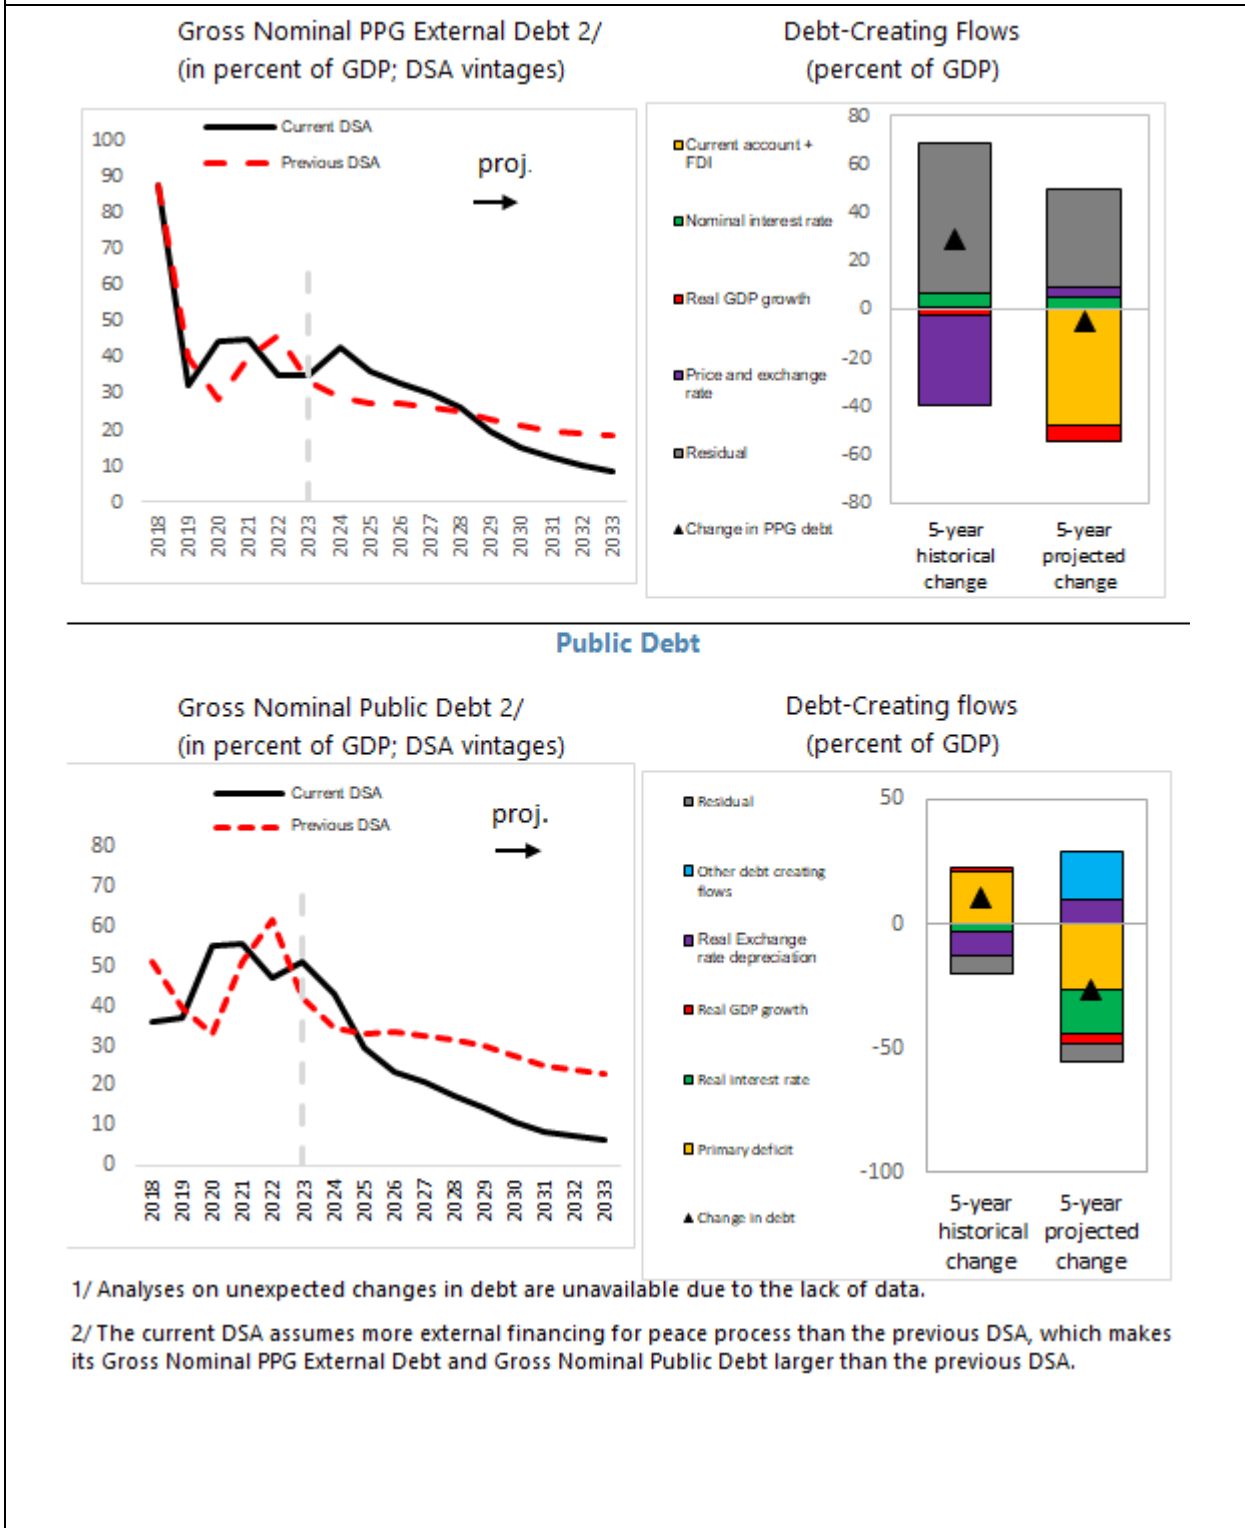 Gross Nominal PPG External Debt 2/
(in percent of GDP; DSA vintages)
Current DSA
Previous DSA
proj.
100
90
80
70
60
50
40
30
20
10
0
2018
2019
2020
2021
2022
2023
2024
2025
2026
2027
2028
2029
2030
2031
2032
2033
Debt-Creating Flows
(percent of GDP)
Current account +
FDI
Nominal interest rate
Real GDP growth
Price and exchange
rate
Residual
Change in PPG debt
80
60
40
20
0
-20
-40
-60
-80
5-year
historical
change
5-year
projected
change
Public Debt
Gross Nominal Public Debt 2/
(in percent of GDP; DSA vintages)
Current DSA
Previous DSA
proj.
80
70
60
50
40
30
20
10
0
2018
2019
2020
2021
2022
2023
2024
2025
2026
2027
2028
2029
2030
2031
2032
2033
Debt-Creating flows
(percent of GDP)
Residual
Other debt creating
flows
Real Exchange
rate depreciation
Real GDP growth
Real interest rate
Primary deficit
Change in debt
50
0
-50
-100
5-year
historical
change
5-year
projected
change
1/ Analyses on unexpected changes in debt are unavailable due to the lack of data.
2/ The current DSA assumes more external financing for peace process than the previous DSA, which makes
its Gross Nominal PPG External Debt and Gross Nominal Public Debt larger than the previous DSA.